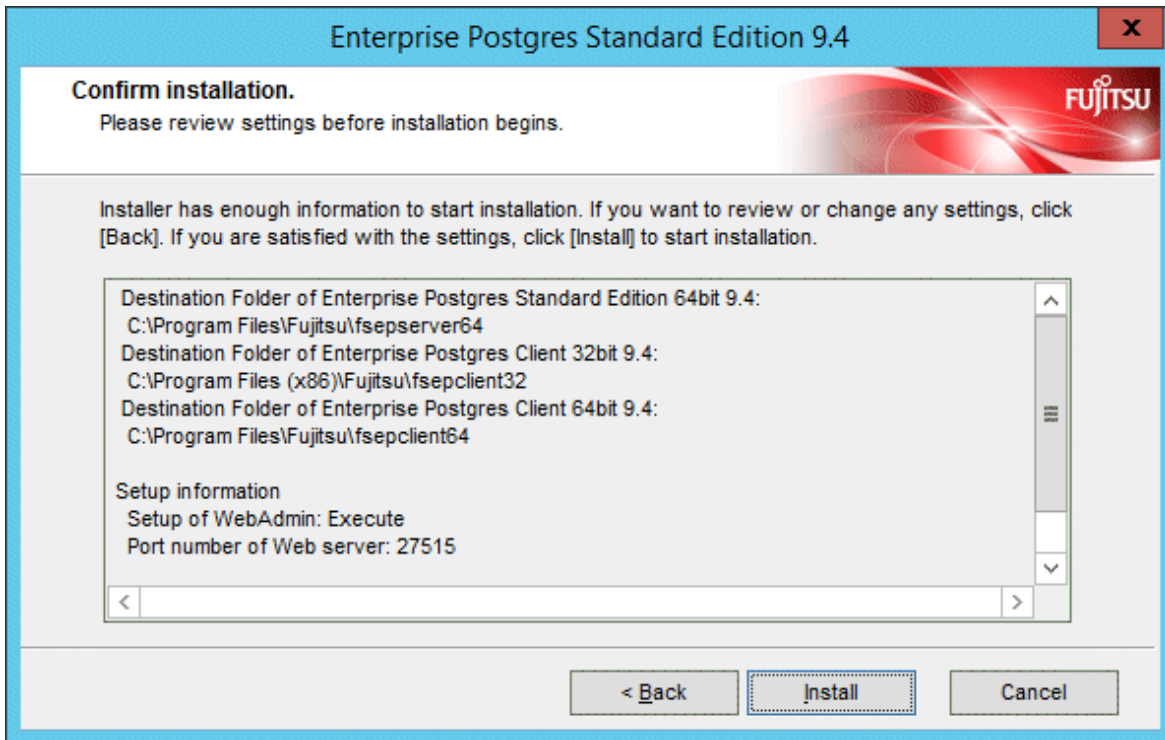 Enterprise Postgres Standard Edition 9.4
x
Confirm installation.
Please review settings before installation begins.
FUJITSU
Installer has enough information to start installation. If you want to review or change any settings, click
[Back]. If you are satisfied with the settings, click [Install] to start installation.
Destination Folder of Enterprise Postgres Standard Edition 64bit 9.4:
C:\Program Files\Fujitsu\fsepserver64
Destination Folder of Enterprise Postgres Client 32bit 9.4:
C:\Program Files (x86)\Fujitsu\fsepclient32
Destination Folder of Enterprise Postgres Client 64bit 9.4:
C:\Program Files\Fujitsu\fsepclient64
Setup information
Setup of WebAdmin: Execute
Port number of Web server: 27515
< Back
Install
Cancel